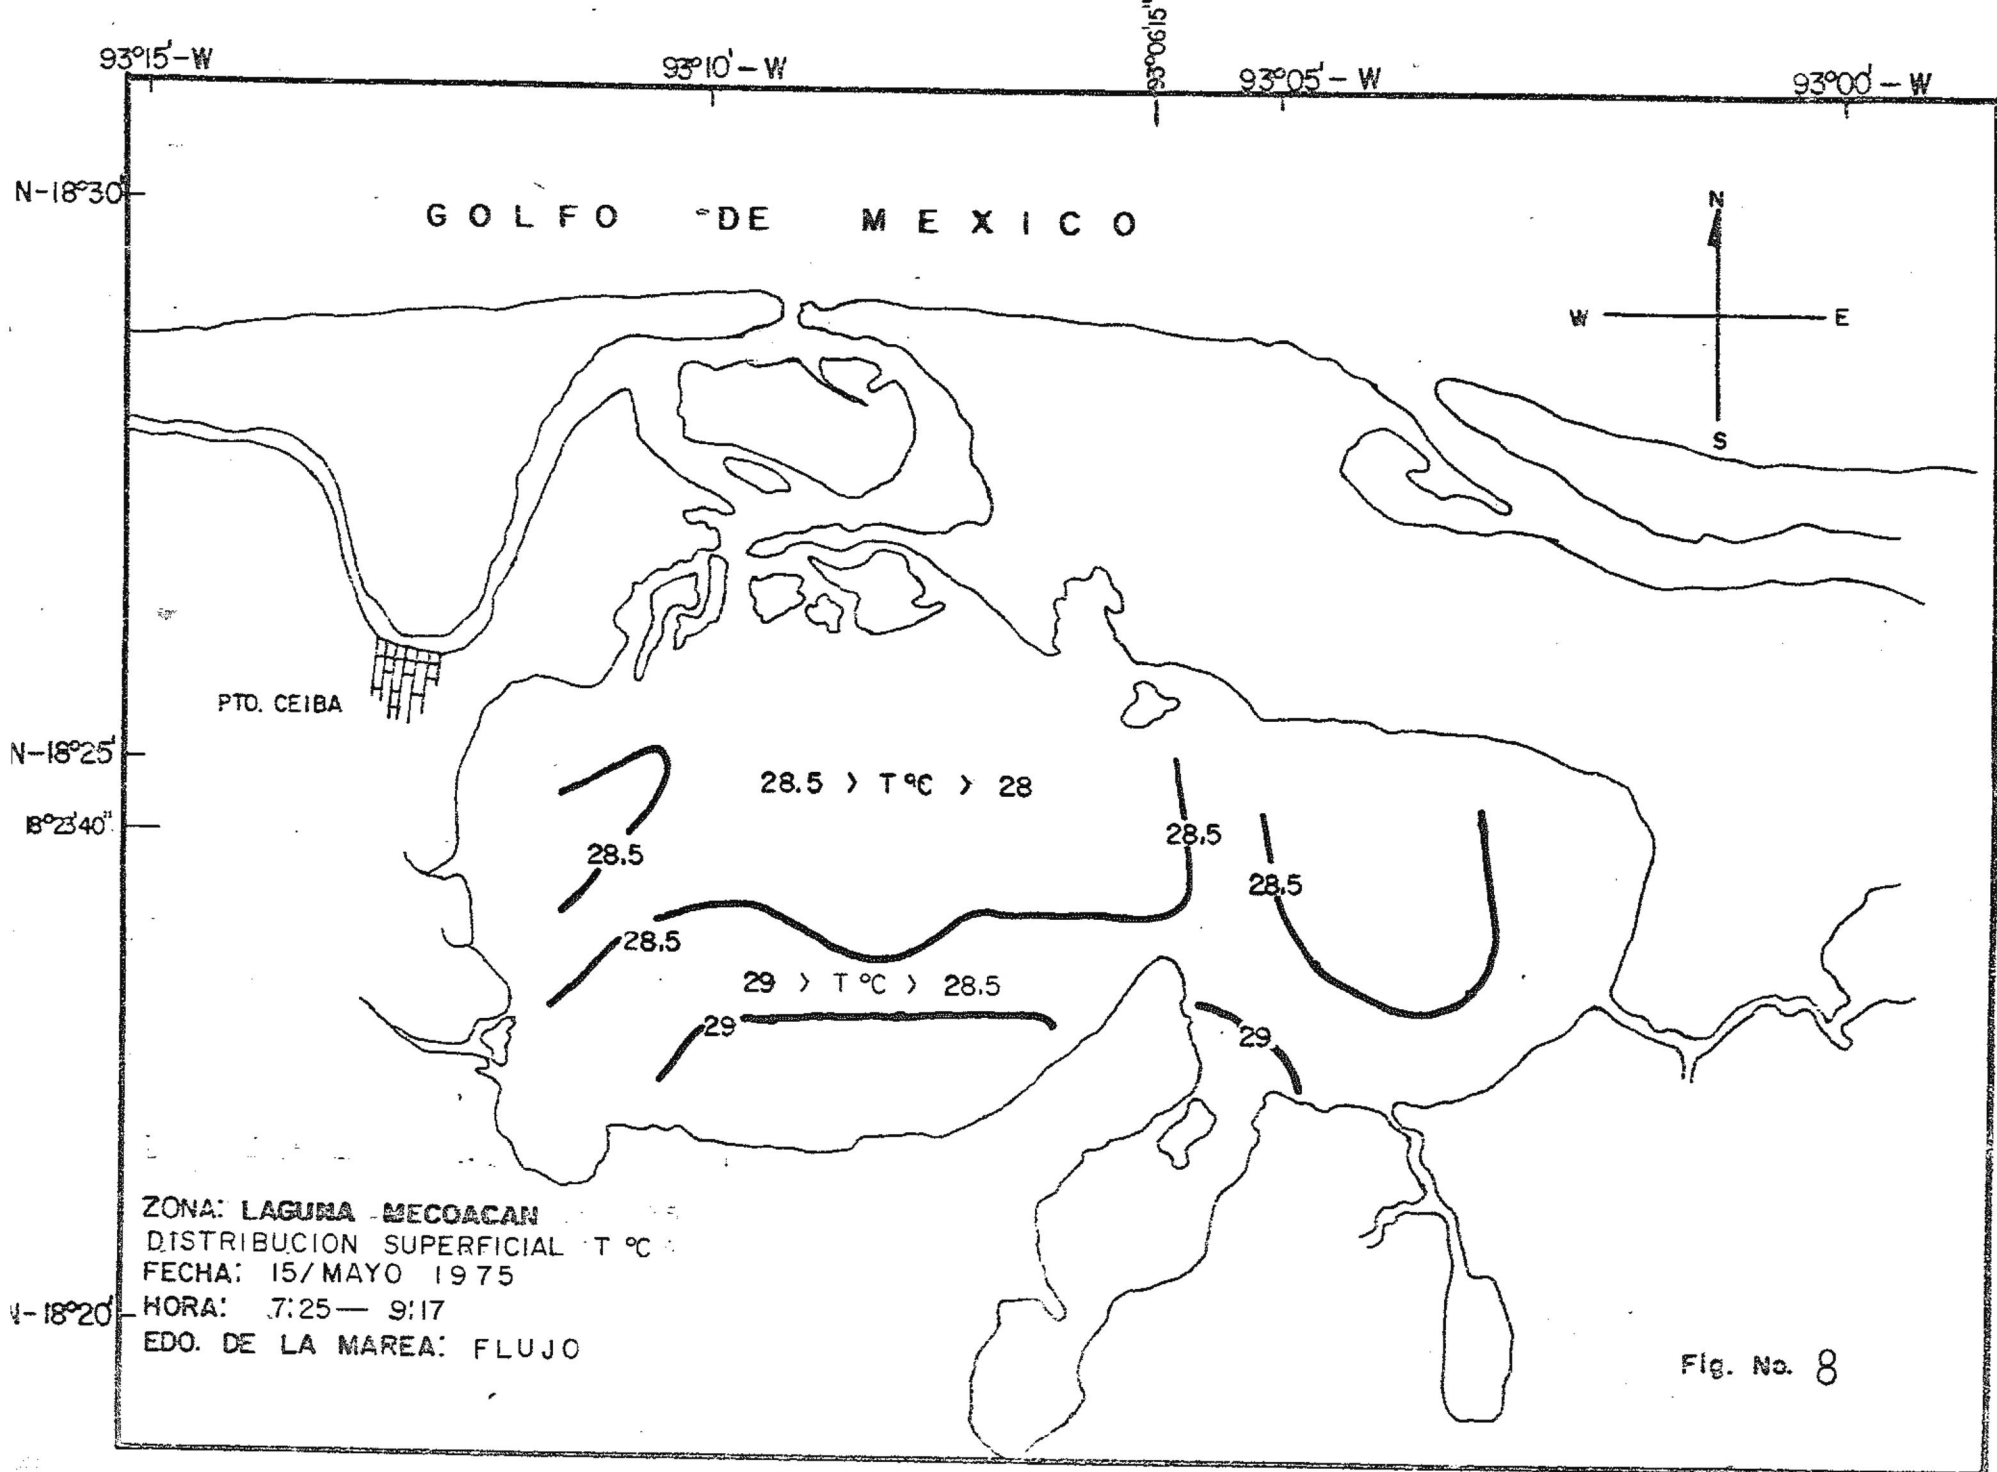 93°15'-W
93°10'-W
93°06'15"
93°05'-W
93°00'-W
N-18°30'
GOLFO DE MEXICO
N
W
E
S
PTO. CEIBA
N-18°25'
18°23'40"
28.5 > T °C > 28
28.5
28.5
28.5
28.5
29 > T °C > 28.5
29
29
ZONA: LAGUNA MECOACAN
DISTRIBUCION SUPERFICIAL T °C
FECHA: 15/MAYO 1975
HORA: 7:25— 9:17
N-18°20'
EDO. DE LA MAREA: FLUJO
Fig. No. 8